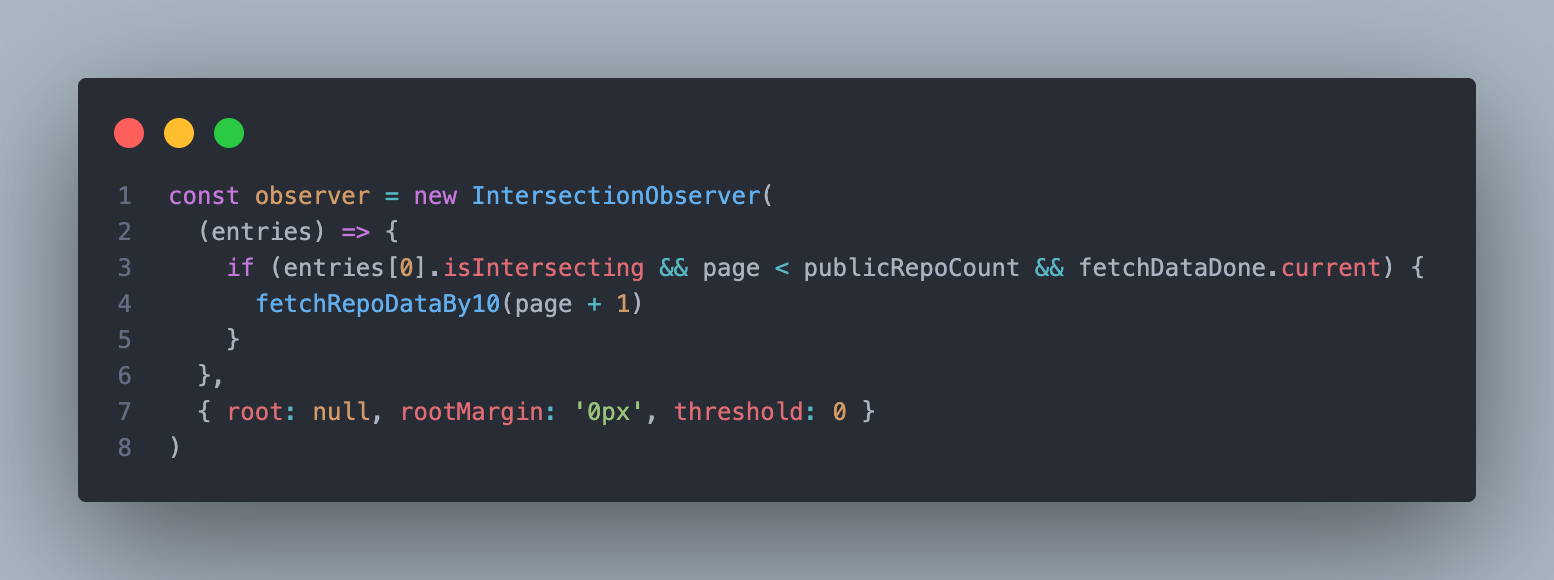 1 const observer = new IntersectionObserver(
2   (entries) => {
3     if (entries[0].isIntersecting && page < publicRepoCount && fetchDataDone.current) {
4       fetchRepoDataBy10(page + 1)
5     }
6   },
7   { root: null, rootMargin: '0px', threshold: 0 }
8 )